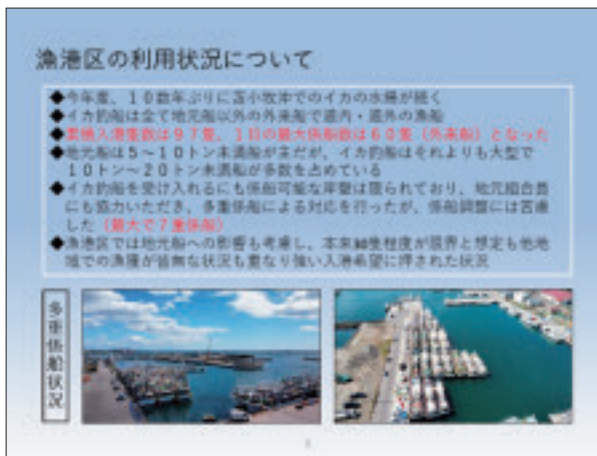 漁港区の利用状況について
◆今年度、１０数年ぶりに苫小牧沖でのイカの水揚が続く
◆イカ釣船は全て地元船以外の外来船で道内・道外の漁船
◆累積入港隻数は９７隻、１日の最大係船数は６０隻（外来船）となった
◆地元船は５～１０トン未満船が主だが、イカ釣船はそれよりも大型で
１０トン～２０トン未満船が多数を占めている
◆イカ釣船を受け入れるにも係船可能な岸壁は限られており、地元組合員
にも協力いただき、多重係船による対応を行ったが、係船調整には苦慮
した（最大で７重係船）
◆漁港区では地元船への影響も考慮し、本来 程度が限界と想定も他地
域での漁獲が皆無な状況も重なり強い入港希望に押された状況
多重係船状況